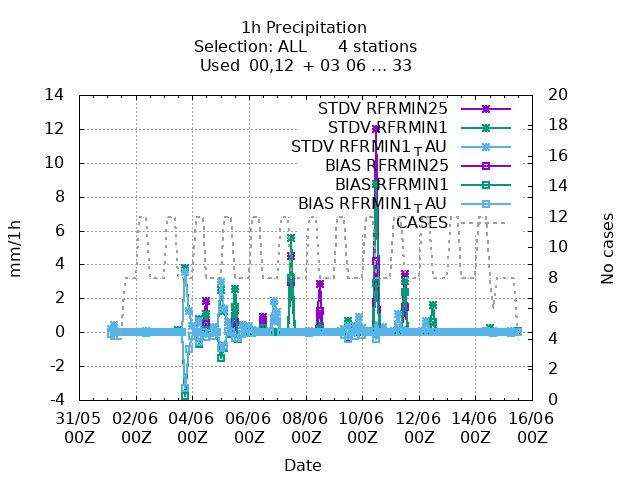 1h Precipitation
Selection: ALL 4 stations
Used 00,12 + 03 06 ... 33
STDV RFRMIN25
STDV RFRMIN1
STDV RFRMIN1TAU
BIAS RFRMIN25
BIAS RFRMIN1
BIAS RFRMIN1TAU
CASES
14
12
10
8
6
4
2
0
-2
-4
mm/1h
20
18
16
14
12
10
8
6
4
2
0
No cases
31/05 02/06 04/06 06/06 08/06 10/06 12/06 14/06 16/06
00Z 00Z 00Z 00Z 00Z 00Z 00Z 00Z 00Z
Date